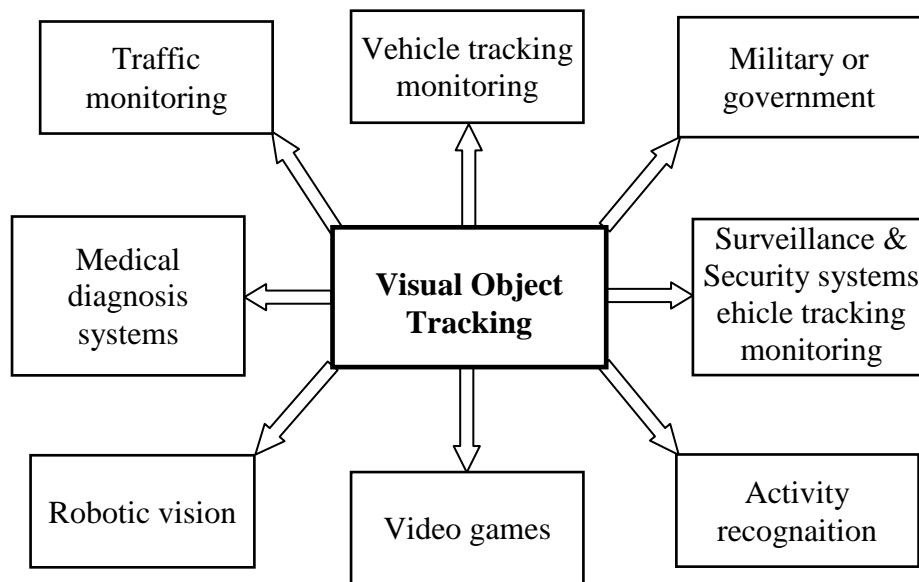 Traffic
monitoring
Vehicle tracking
monitoring
Military or
government
Medical
diagnosis
systems
Visual Object
Tracking
Surveillance &
Security systems
ehicle tracking
monitoring
Robotic vision
Video games
Activity
recognaition